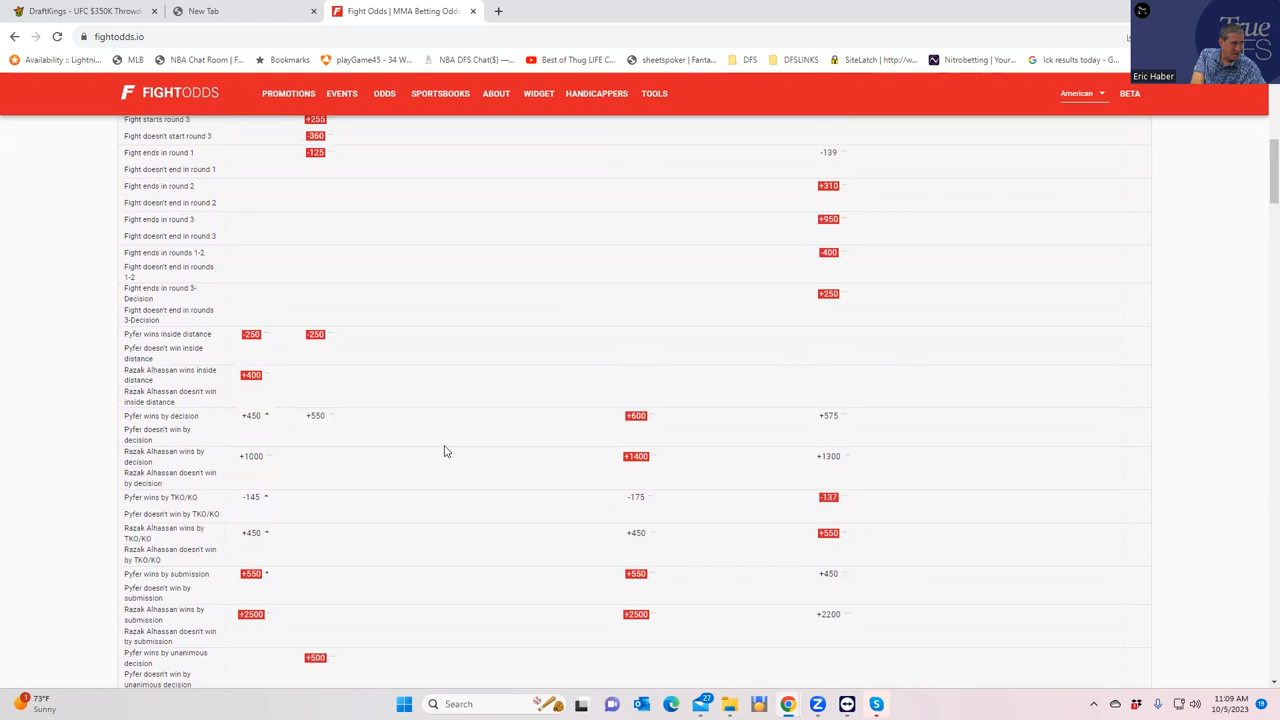 DraftKings - UFC $350K Throwd
New Tab
Fight Odds | MMA Betting Odds
fightodds.io
Availability :: Lightni...
MLB
NBA Chat Room | F...
Bookmarks
playGame45 - 34 W...
NBA DFS Chat($) —...
Best of Thug LIFE C...
sheetspoker | Fanta...
DFS
DFSLINKS
SiteLatch | http://w...
Nitrobetting | Your...
Ick results today - G...
True
DFS
Eric Haber
FIGHTODDS
PROMOTIONS EVENTS ODDS SPORTSBOOKS ABOUT WIDGET HANDICAPPERS TOOLS American BETA
Fight starts round 3 +255
Fight doesn't start round 3 -360
Fight ends in round 1 -125 -139
Fight doesn't end in round 1
Fight ends in round 2 +310
Fight doesn't end in round 2
Fight ends in round 3 +950
Fight doesn't end in round 3
Fight ends in rounds 1-2 -400
Fight doesn't end in rounds
1-2
Fight ends in round 3-
Decision +250
Fight doesn't end in rounds
3-Decision
Pyfer wins inside distance -250 -250
Pyfer doesn't win inside
distance
Razak Alhassan wins inside
distance +400
Razak Alhassan doesn't win
inside distance
Pyfer wins by decision +450 +550 +600 +575
Pyfer doesn't win by
decision
Razak Alhassan wins by
decision +1000 +1400 +1300
Razak Alhassan doesn't win
by decision
Pyfer wins by TKO/KO -145 -175 -137
Pyfer doesn't win by TKO/KO
Razak Alhassan wins by
TKO/KO +450 +450 +550
Razak Alhassan doesn't win
by TKO/KO
Pyfer wins by submission +550 +550 +450
Pyfer doesn't win by
submission
Razak Alhassan wins by
submission +2500 +2500 +2200
Razak Alhassan doesn't win
by submission
Pyfer wins by unanimous
decision +500
Pyfer doesn't win by
unanimous decision
1
73°F
Sunny
Search
27
11:09 AM
10/5/2023
19